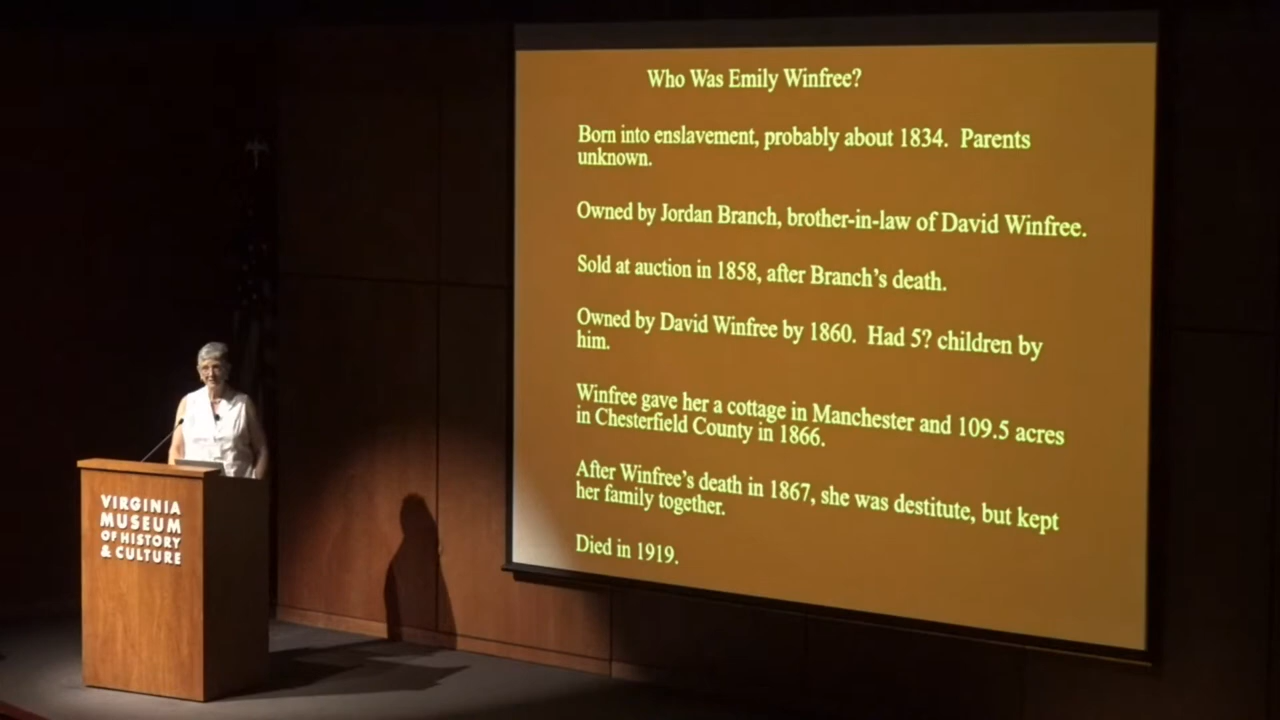 VIRGINIA
MUSEUM
OF HISTORY
& CULTURE
Who Was Emily Winfree?
Born into enslavement, probably about 1834. Parents
unknown.
Owned by Jordan Branch, brother-in-law of David Winfree.
Sold at auction in 1858, after Branch's death.
Owned by David Winfree by 1860. Had 5? children by
him.
Winfree gave her a cottage in Manchester and 109.5 acres
in Chesterfield County in 1866.
After Winfree's death in 1867, she was destitute, but kept
her family together.
Died in 1919.